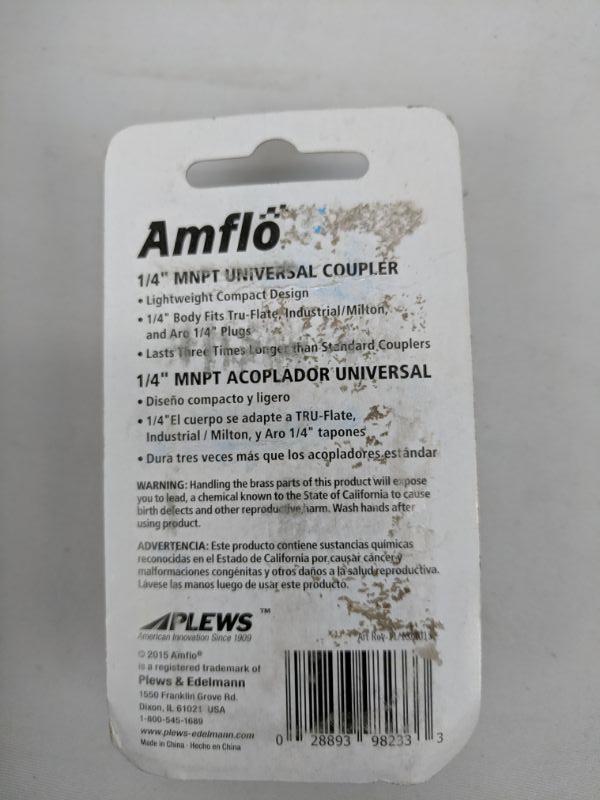 Amflo
1/4" MNPT UNIVERSAL COUPLER
• Lightweight Compact Design
• 1/4" Body Fits Tru-Flate, Industrial/Milton,
and Aro 1/4" Plugs
• Lasts Three Times Longer than Standard Couplers
1/4" MNPT ACOPLADOR UNIVERSAL
• Diseño compacto y ligero
• 1/4"El cuerpo se adapte a TRU-Flate,
Industrial / Milton, y Aro 1/4" tapones
• Dura tres veces más que los acopladores estándar
WARNING: Handling the brass parts of this product will expose
you to lead, a chemical known to the State of California to cause
birth defects and other reproductive harm. Wash hands after
using product.
ADVERTENCIA: Este producto contiene sustancias químicas
reconocidas en el Estado de California por causar cáncer y
malformaciones congénitas y otros daños a la salud reproductiva.
Lávese las manos luego de usar este producto.
PLEWS™
American Innovation Since 1909
Art Rev.
© 2015 Amflo®
is a registered trademark of
Plews & Edelmann
1550 Franklin Grove Rd.
Dixon, IL 61021 USA
1-800-545-1689
www.plews-edelmann.com
Made in China · Hecho en China
0 28893 98233 3